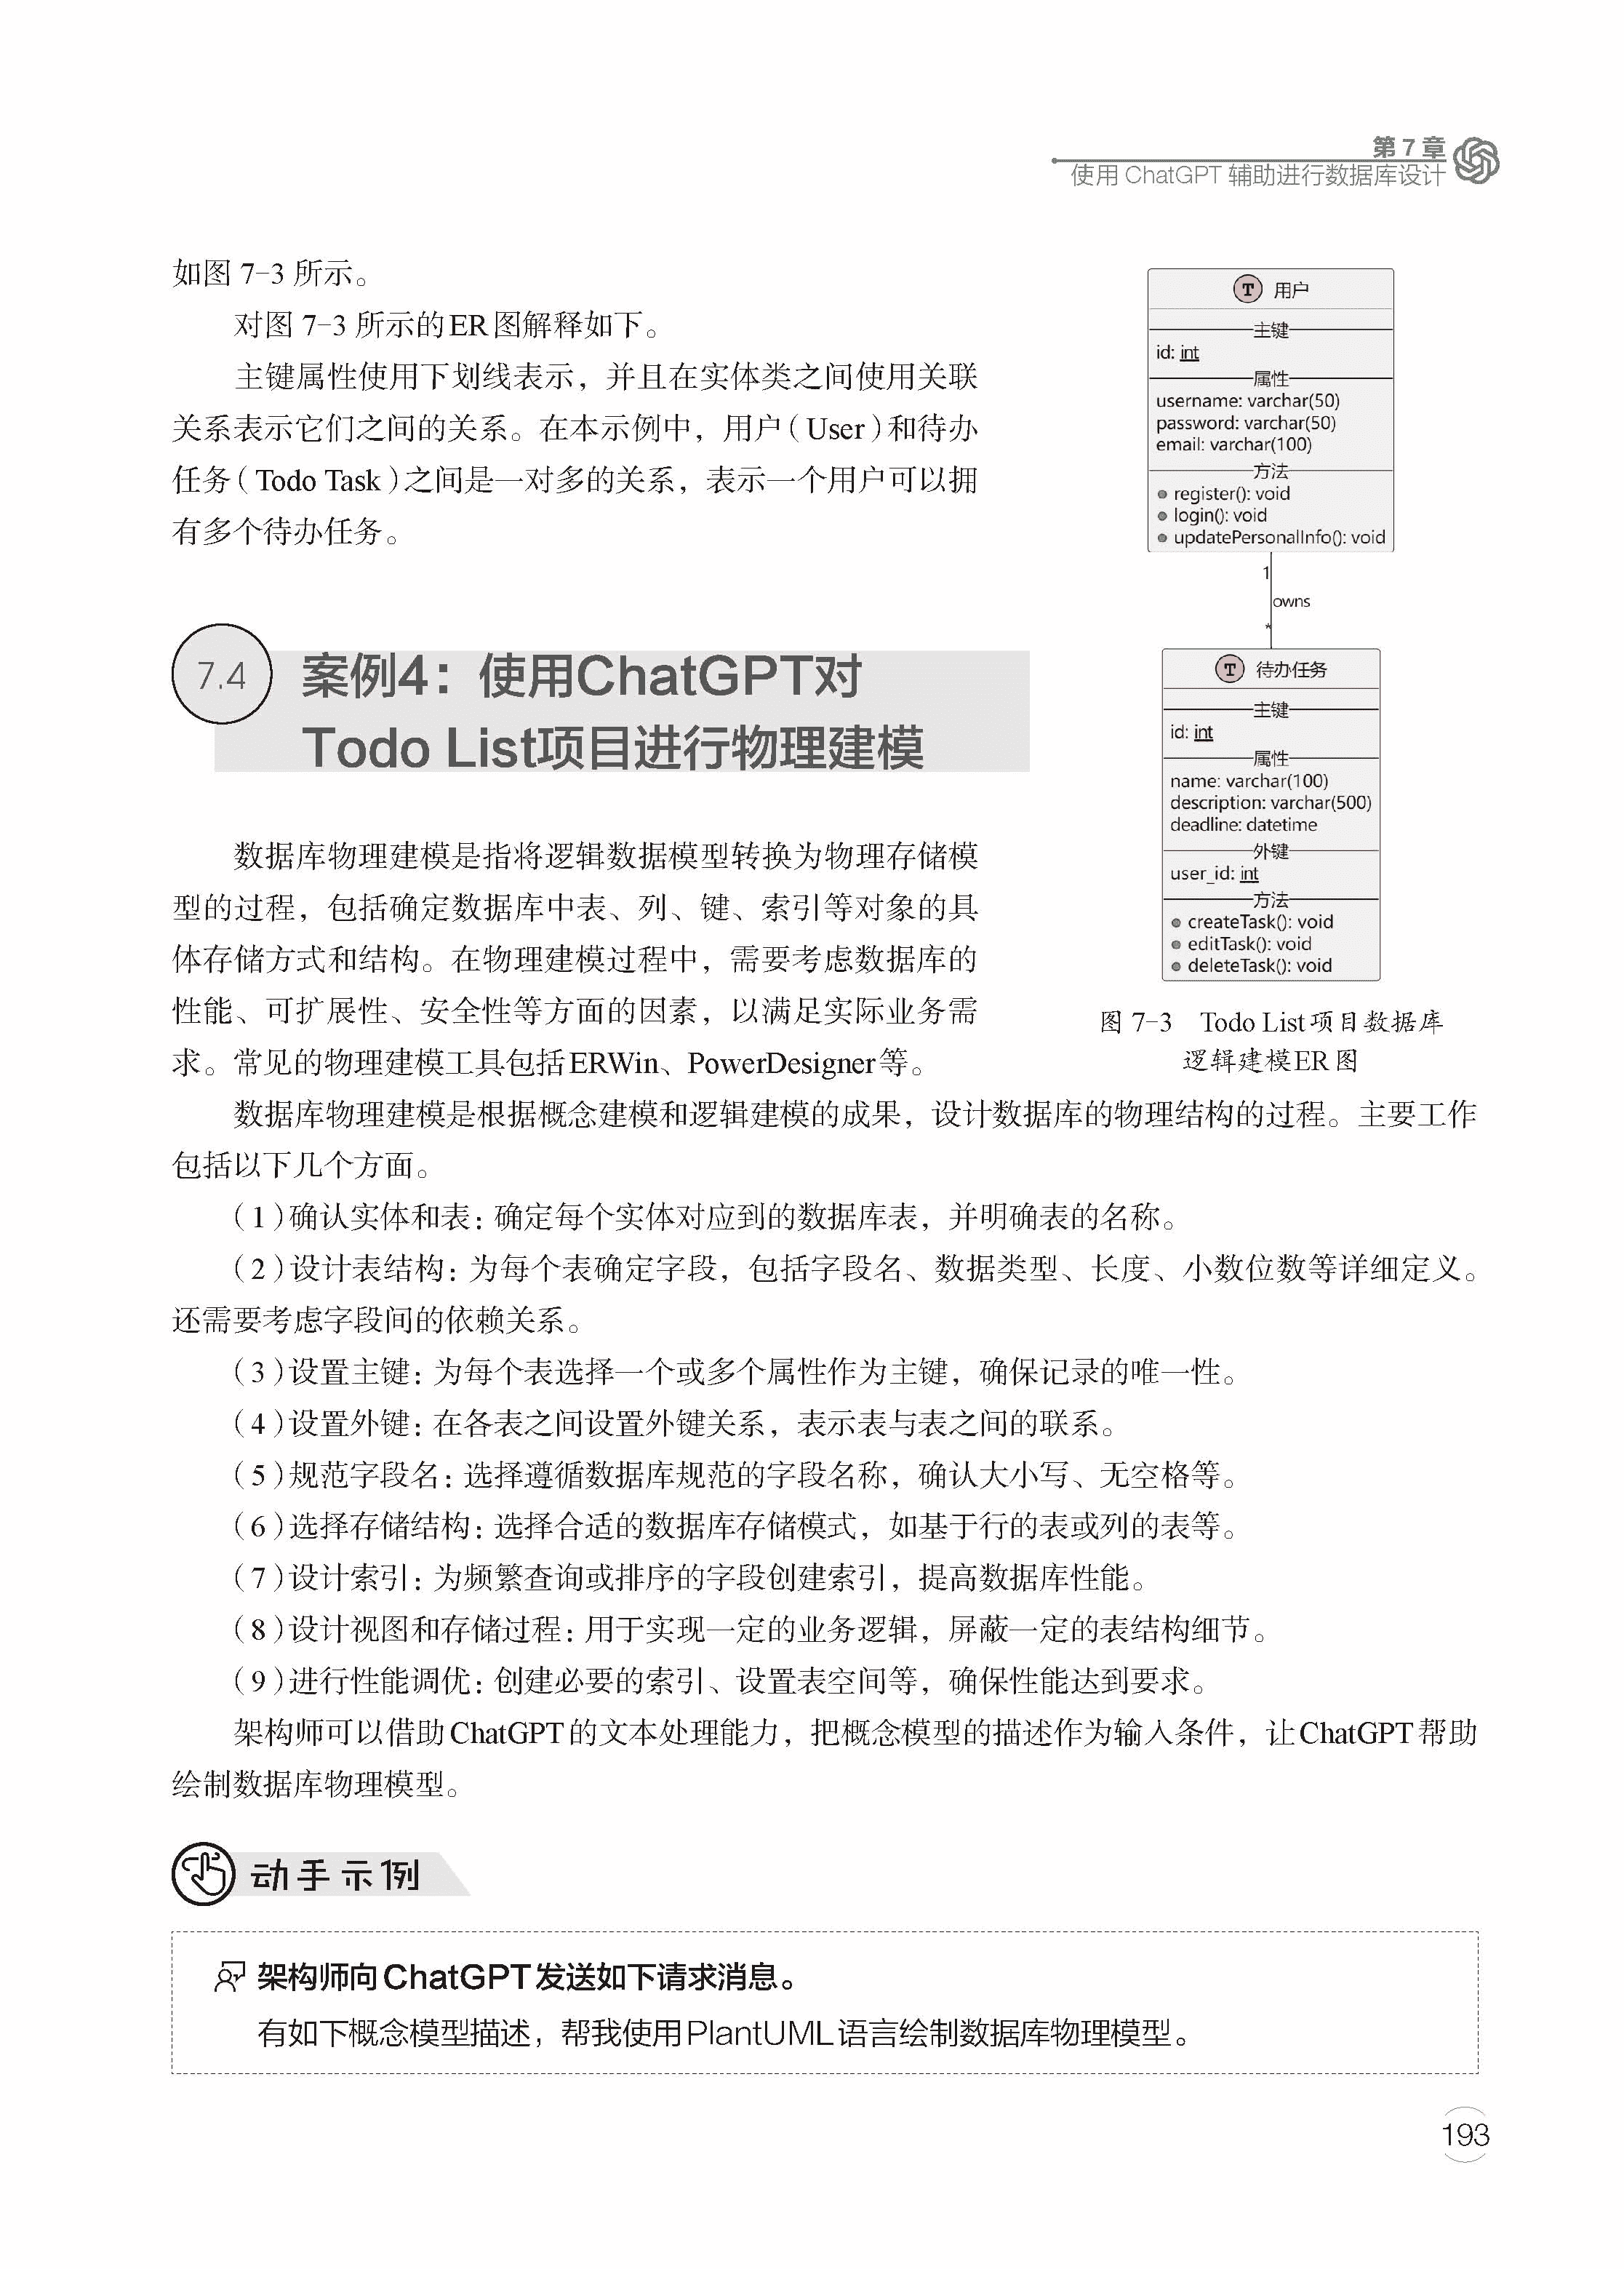 第 7 章
使用 ChatGPT 辅助进行数据库设计
如图 7-3 所示。
对图 7-3 所示的ER图解释如下。
主键属性使用下划线表示，并且在实体类之间使用关联
关系表示它们之间的关系。在本示例中，用户（User）和待办
任务（Todo Task）之间是一对多的关系，表示一个用户可以拥
有多个待办任务。
T 用户
主键
id: int
属性
username: varchar(50)
password: varchar(50)
email: varchar(100)
方法
register(): void
login(): void
updatePersonalInfo(): void
1
owns
*
T 待办任务
主键
id: int
属性
name: varchar(100)
description: varchar(500)
deadline: datetime
外键
user_id: int
方法
createTask(): void
editTask(): void
deleteTask(): void
图 7-3 Todo List项目数据库
逻辑建模ER图
7.4 案例4：使用ChatGPT对
Todo List项目进行物理建模
数据库物理建模是指将逻辑数据模型转换为物理存储模
型的过程，包括确定数据库中表、列、键、索引等对象的具
体存储方式和结构。在物理建模过程中，需要考虑数据库的
性能、可扩展性、安全性等方面的因素，以满足实际业务需
求。常见的物理建模工具包括ERWin、PowerDesigner等。
数据库物理建模是根据概念建模和逻辑建模的成果，设计数据库的物理结构的过程。主要工作
包括以下几个方面。
（1）确认实体和表：确定每个实体对应到的数据库表，并明确表的名称。
（2）设计表结构：为每个表确定字段，包括字段名、数据类型、长度、小数位数等详细定义。
还需要考虑字段间的依赖关系。
（3）设置主键：为每个表选择一个或多个属性作为主键，确保记录的唯一性。
（4）设置外键：在各表之间设置外键关系，表示表与表之间的联系。
（5）规范字段名：选择遵循数据库规范的字段名称，确认大小写、无空格等。
（6）选择存储结构：选择合适的数据库存储模式，如基于行的表或列的表等。
（7）设计索引：为频繁查询或排序的字段创建索引，提高数据库性能。
（8）设计视图和存储过程：用于实现一定的业务逻辑，屏蔽一定的表结构细节。
（9）进行性能调优：创建必要的索引、设置表空间等，确保性能达到要求。
架构师可以借助ChatGPT的文本处理能力，把概念模型的描述作为输入条件，让ChatGPT帮助
绘制数据库物理模型。
动手示例
架构师向ChatGPT发送如下请求消息。
有如下概念模型描述，帮我使用PlantUML语言绘制数据库物理模型。
193